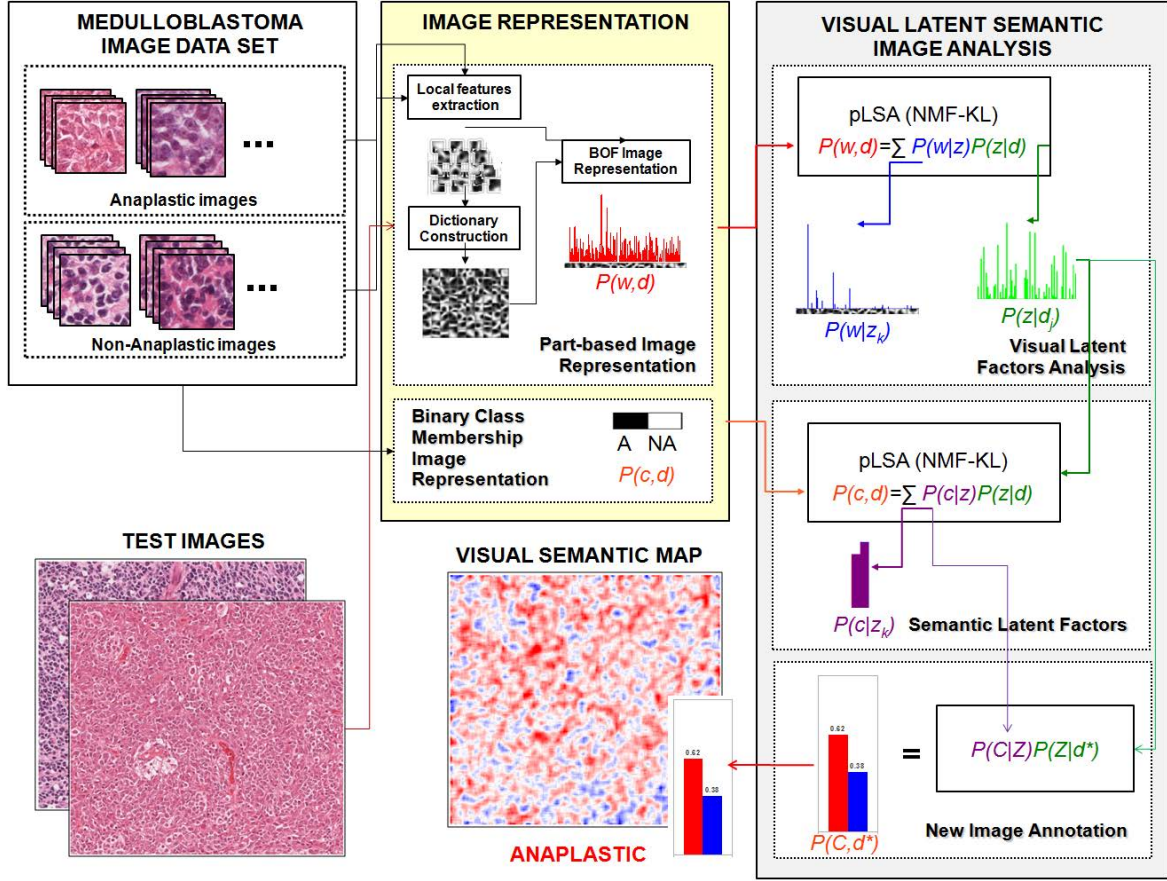 MEDULLOBLASTOMA
IMAGE DATA SET
...
Anaplastic images
...
Non-Anaplastic images
IMAGE REPRESENTATION
Local features
extraction
BOF Image
Representation
Dictionary
Construction
P(w,d)
Part-based Image
Representation
Binary Class
Membership
Image
Representation
A NA
P(c,d)
VISUAL LATENT SEMANTIC
IMAGE ANALYSIS
pLSA (NMF-KL)
P(w,d)=∑ P(w|z)P(z|d)
P(w|z_k)
P(z|d_j)
Visual Latent
Factors Analysis
pLSA (NMF-KL)
P(c,d)=∑ P(c|z)P(z|d)
P(c|z_k)
Semantic Latent Factors
0.62
0.38
P(C,d*)
=
P(C|Z)P(Z|d*)
New Image Annotation
TEST IMAGES
VISUAL SEMANTIC MAP
0.62
0.38
ANAPLASTIC